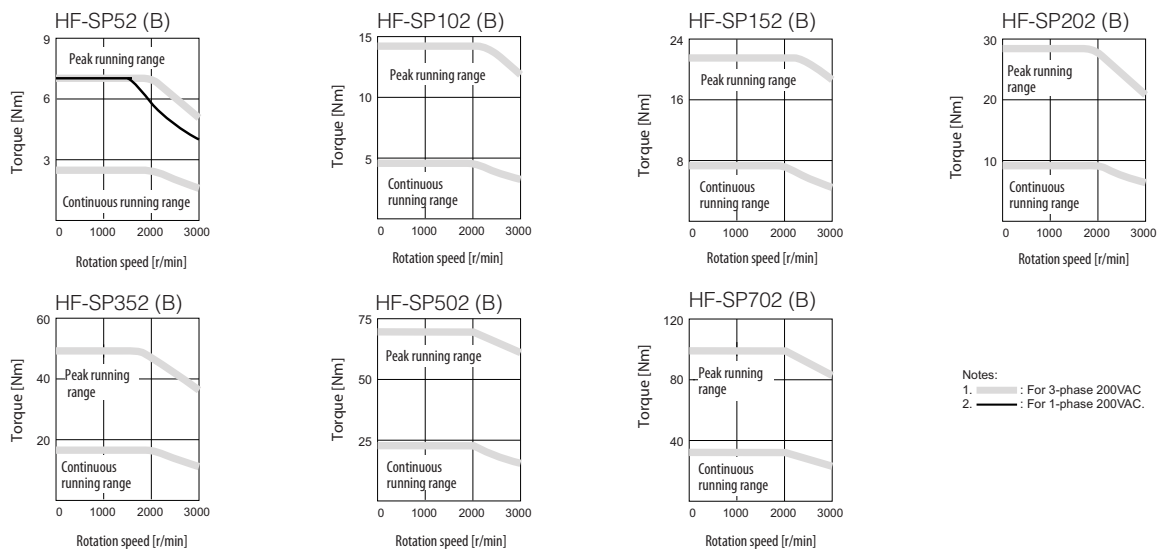 HF-SP52 (B)
9
6
3
Torque [Nm]
Peak running range
Continuous running range
0 1000 2000 3000
Rotation speed [r/min]
HF-SP102 (B)
15
10
5
Torque [Nm]
Peak running range
Continuous
running range
0 1000 2000 3000
Rotation speed [r/min]
HF-SP152 (B)
24
16
8
Torque [Nm]
Peak running range
Continuous
running range
0 1000 2000 3000
Rotation speed [r/min]
HF-SP202 (B)
30
20
10
Torque [Nm]
Peak running
range
Continuous
running range
0 1000 2000 3000
Rotation speed [r/min]
HF-SP352 (B)
60
40
20
Torque [Nm]
Peak running
range
Continuous
running range
0 1000 2000 3000
Rotation speed [r/min]
HF-SP502 (B)
75
50
25
Torque [Nm]
Peak running range
Continuous
running range
0 1000 2000 3000
Rotation speed [r/min]
HF-SP702 (B)
120
80
40
Torque [Nm]
Peak running
range
Continuous
running range
0 1000 2000 3000
Rotation speed [r/min]
Notes:
1. : For 3-phase 200VAC
2. : For 1-phase 200VAC.